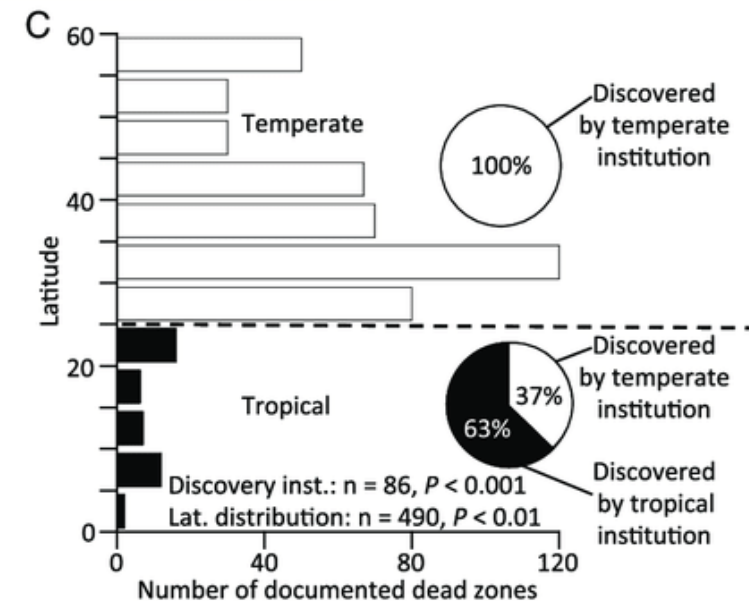 C
60
40
20
0
Latitude
Temperate
100%
Discovered
by temperate
institution
Tropical
37%
63%
Discovered
by temperate
institution
Discovered
by tropical
institution
Discovery inst.: n = 86, P < 0.001
Lat. distribution: n = 490, P < 0.01
0
40
80
120
Number of documented dead zones